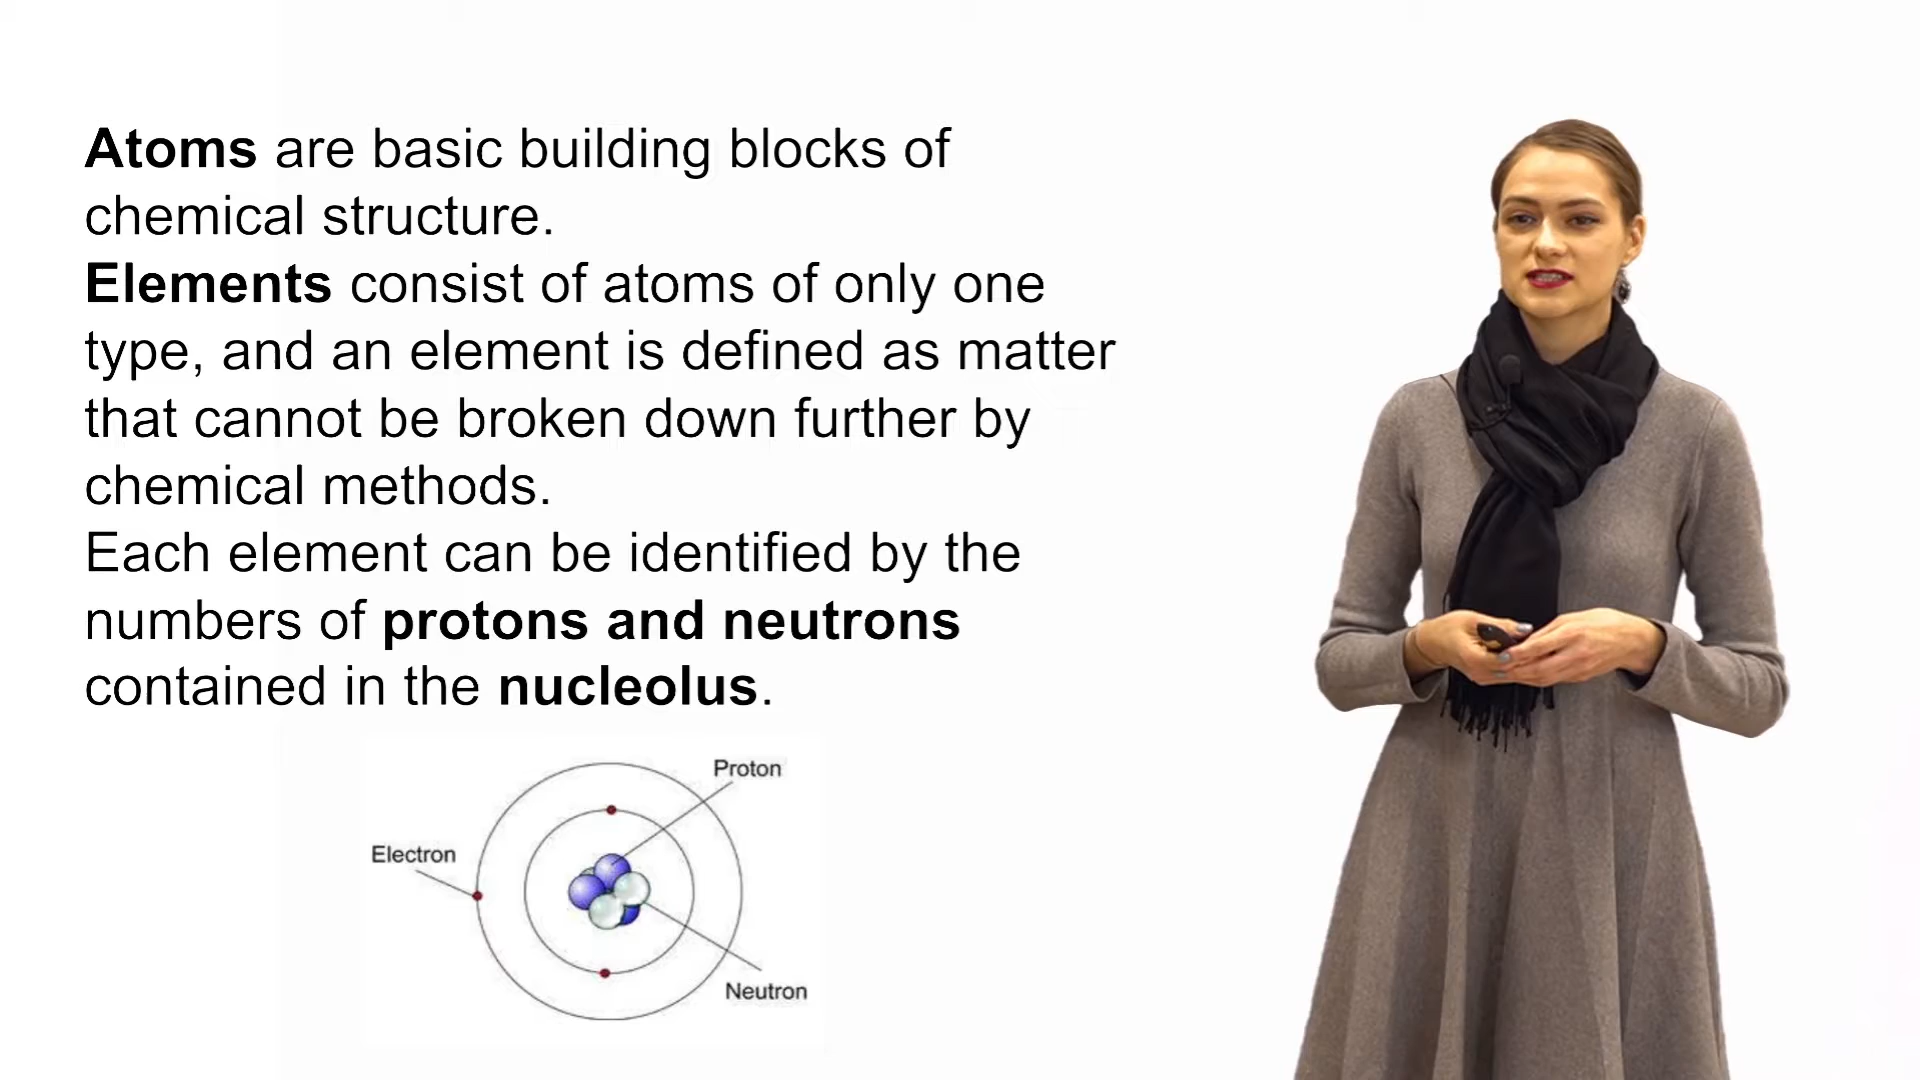 Atoms are basic building blocks of
chemical structure.
Elements consist of atoms of only one
type, and an element is defined as matter
that cannot be broken down further by
chemical methods.
Each element can be identified by the
numbers of protons and neutrons
contained in the nucleolus.
Proton
Electron
Neutron